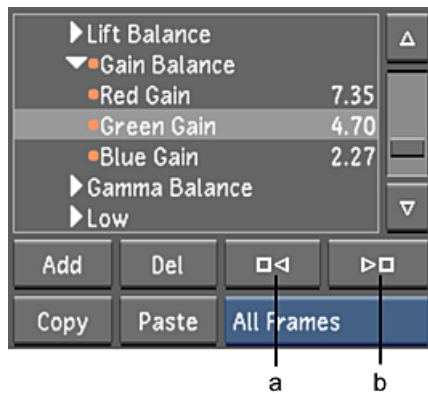 Lift Balance
Gain Balance
Red Gain 7.35
Green Gain 4.70
Blue Gain 2.27
Gamma Balance
Low
Add Del
Copy Paste All Frames
a b